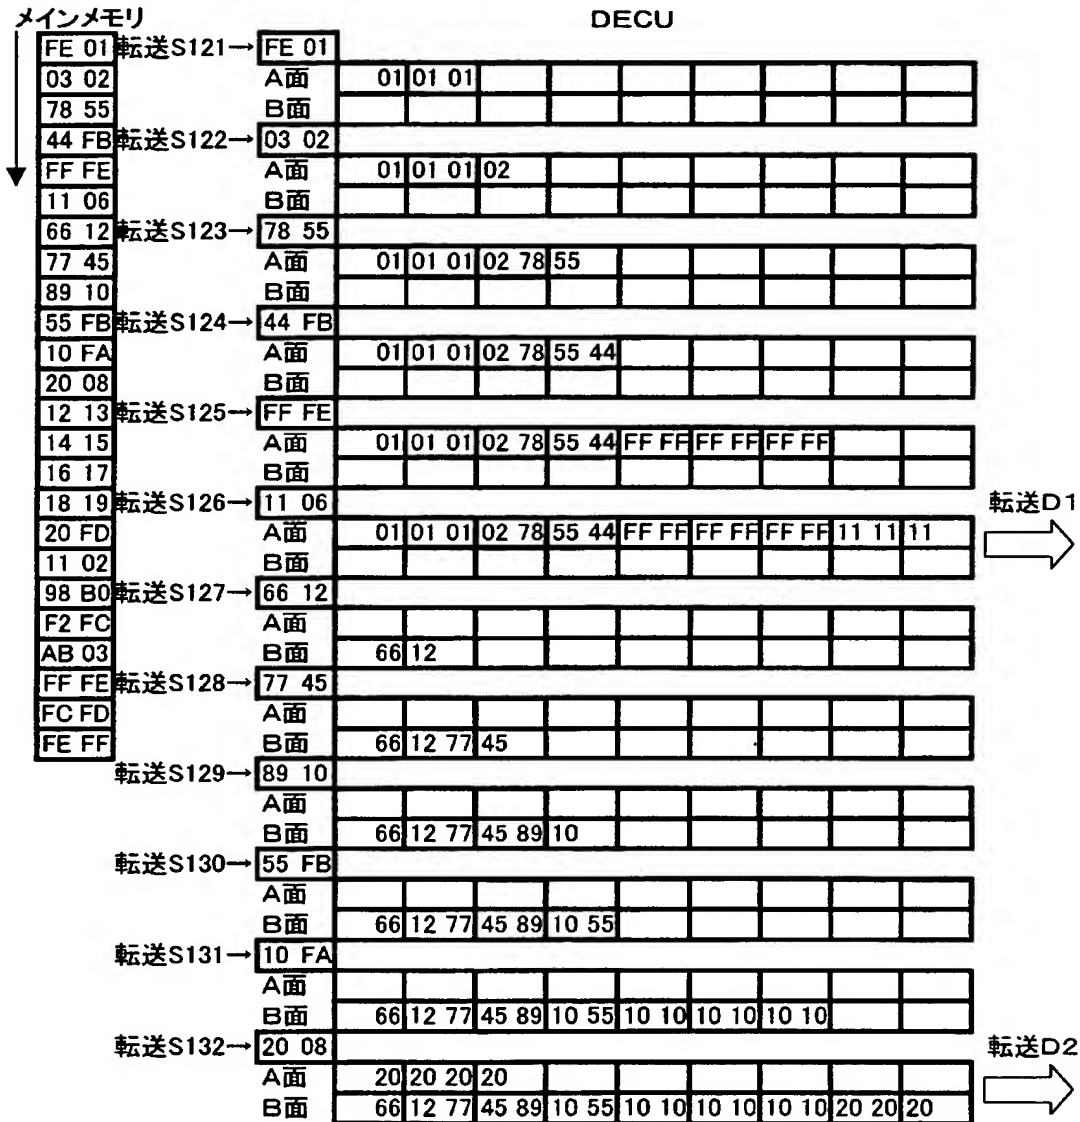 メインメモリ DECU
FE 01 転送S121→ FE 01
03 02 A面 01 01 01
78 55 B面
44 FB 転送S122→ 03 02
FF FE A面 01 01 01 02
11 06 B面
66 12 転送S123→ 78 55
77 45 A面 01 01 01 02 78 55
89 10 B面
55 FB 転送S124→ 44 FB
10 FA A面 01 01 01 02 78 55 44
20 08 B面
12 13 転送S125→ FF FE
14 15 A面 01 01 01 02 78 55 44 FF FF FF FF FF FF
16 17 B面
18 19 転送S126→ 11 06 転送D1
20 FD A面 01 01 01 02 78 55 44 FF FF FF FF FF FF 11 11 11
11 02 B面
98 B0 転送S127→ 66 12
F2 FC A面
AB 03 B面 66 12
FF FE 転送S128→ 77 45
FC FD A面
FE FF B面 66 12 77 45
転送S129→ 89 10
A面
B面 66 12 77 45 89 10
転送S130→ 55 FB
A面
B面 66 12 77 45 89 10 55
転送S131→ 10 FA
A面
B面 66 12 77 45 89 10 55 10 10 10 10 10 10
転送S132→ 20 08 転送D2
A面 20 20 20 20
B面 66 12 77 45 89 10 55 10 10 10 10 10 10 20 20 20